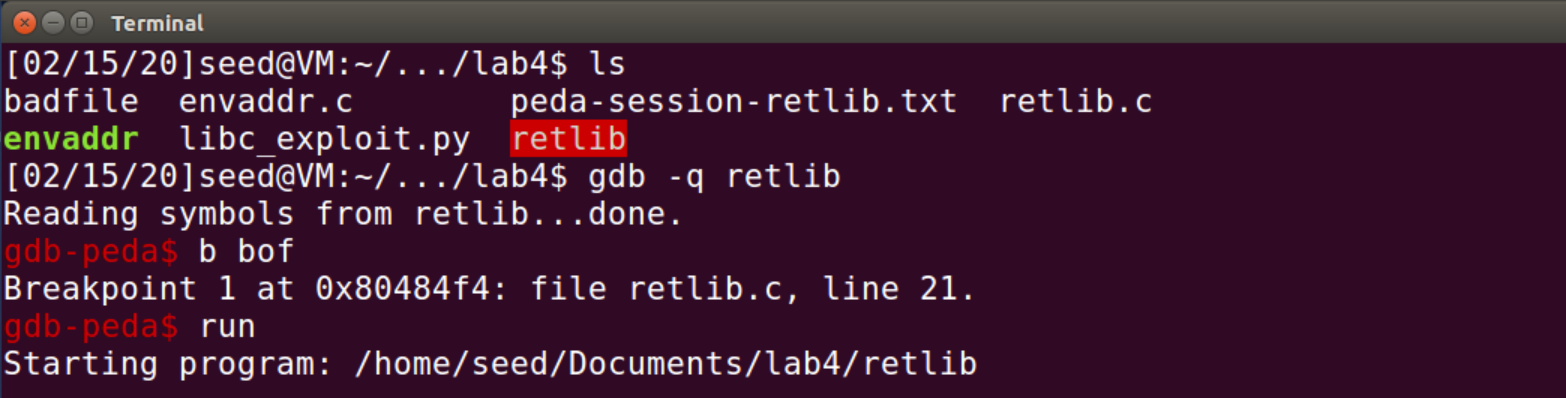 Terminal
[02/15/20]seed@VM:~/.../lab4$ ls
badfile  envaddr.c        peda-session-retlib.txt  retlib.c
envaddr  libc_exploit.py  retlib
[02/15/20]seed@VM:~/.../lab4$ gdb -q retlib
Reading symbols from retlib...done.
gdb-peda$ b bof
Breakpoint 1 at 0x80484f4: file retlib.c, line 21.
gdb-peda$ run
Starting program: /home/seed/Documents/lab4/retlib